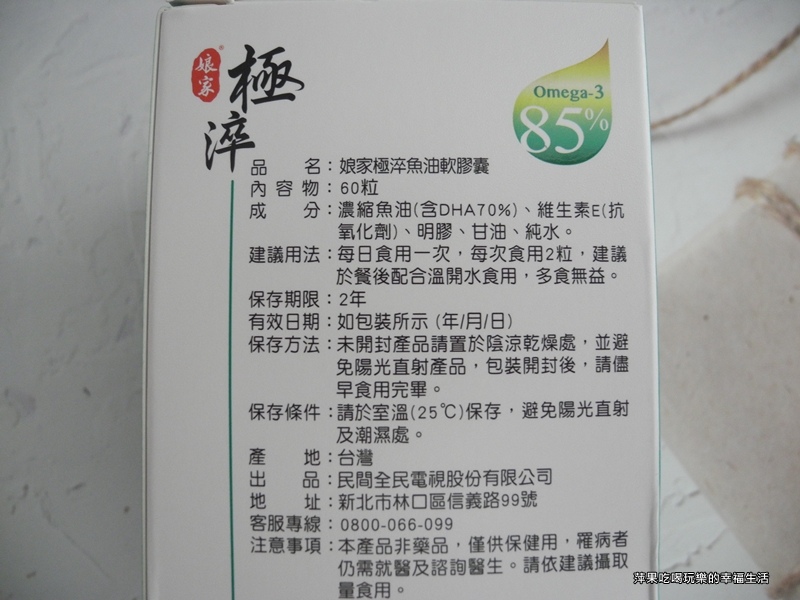 娘家®
極淬
Omega-3
85%
品 名：娘家極淬魚油軟膠囊
內容物：60粒
成 分：濃縮魚油(含DHA70%)、維生素E(抗
氧化劑)、明膠、甘油、純水。
建議用法：每日食用一次，每次食用2粒，建議
於餐後配合溫開水食用，多食無益。
保存期限：2年
有效日期：如包裝所示 (年/月/日)
保存方法：未開封產品請置於陰涼乾燥處，並避
免陽光直射產品，包裝開封後，請儘
早食用完畢。
保存條件：請於室溫(25℃)保存，避免陽光直射
及潮濕處。
產 地：台灣
出 品：民間全民電視股份有限公司
地 址：新北市林口區信義路99號
客服專線：0800-066-099
注意事項：本產品非藥品，僅供保健用，罹病者
仍需就醫及諮詢醫生。請依建議攝取
量食用。
萍果吃喝玩樂的幸福生活